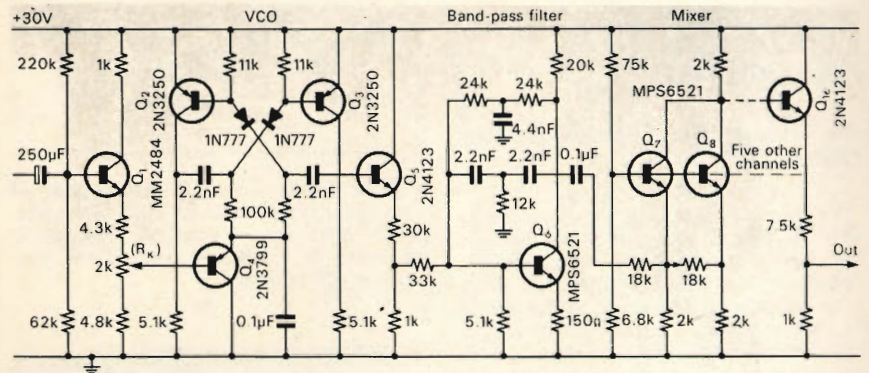 +30V
VCO
Band-pass filter
Mixer
220k
1k
11k
11k
20k
75k
2k
24k
24k
MPS6521
Q2
2N3250
Q3
2N3250
4.4nF
2N4123
1N777
1N777
250μF
Q1
MM2484
2.2nF
2.2nF
Q5
2N4123
2.2nF
2.2nF
0.1μF
Q7
Q8
Five other
channels
100k
12k
4.3k
30k
7.5k
(RK)
2k
Q4
2N3799
33k
Q6
MPS6521
18k
18k
Out
62k
4.8k
5.1k
0.1μF
5.1k
1k
5.1k
150Ω
6.8k
2k
2k
1k